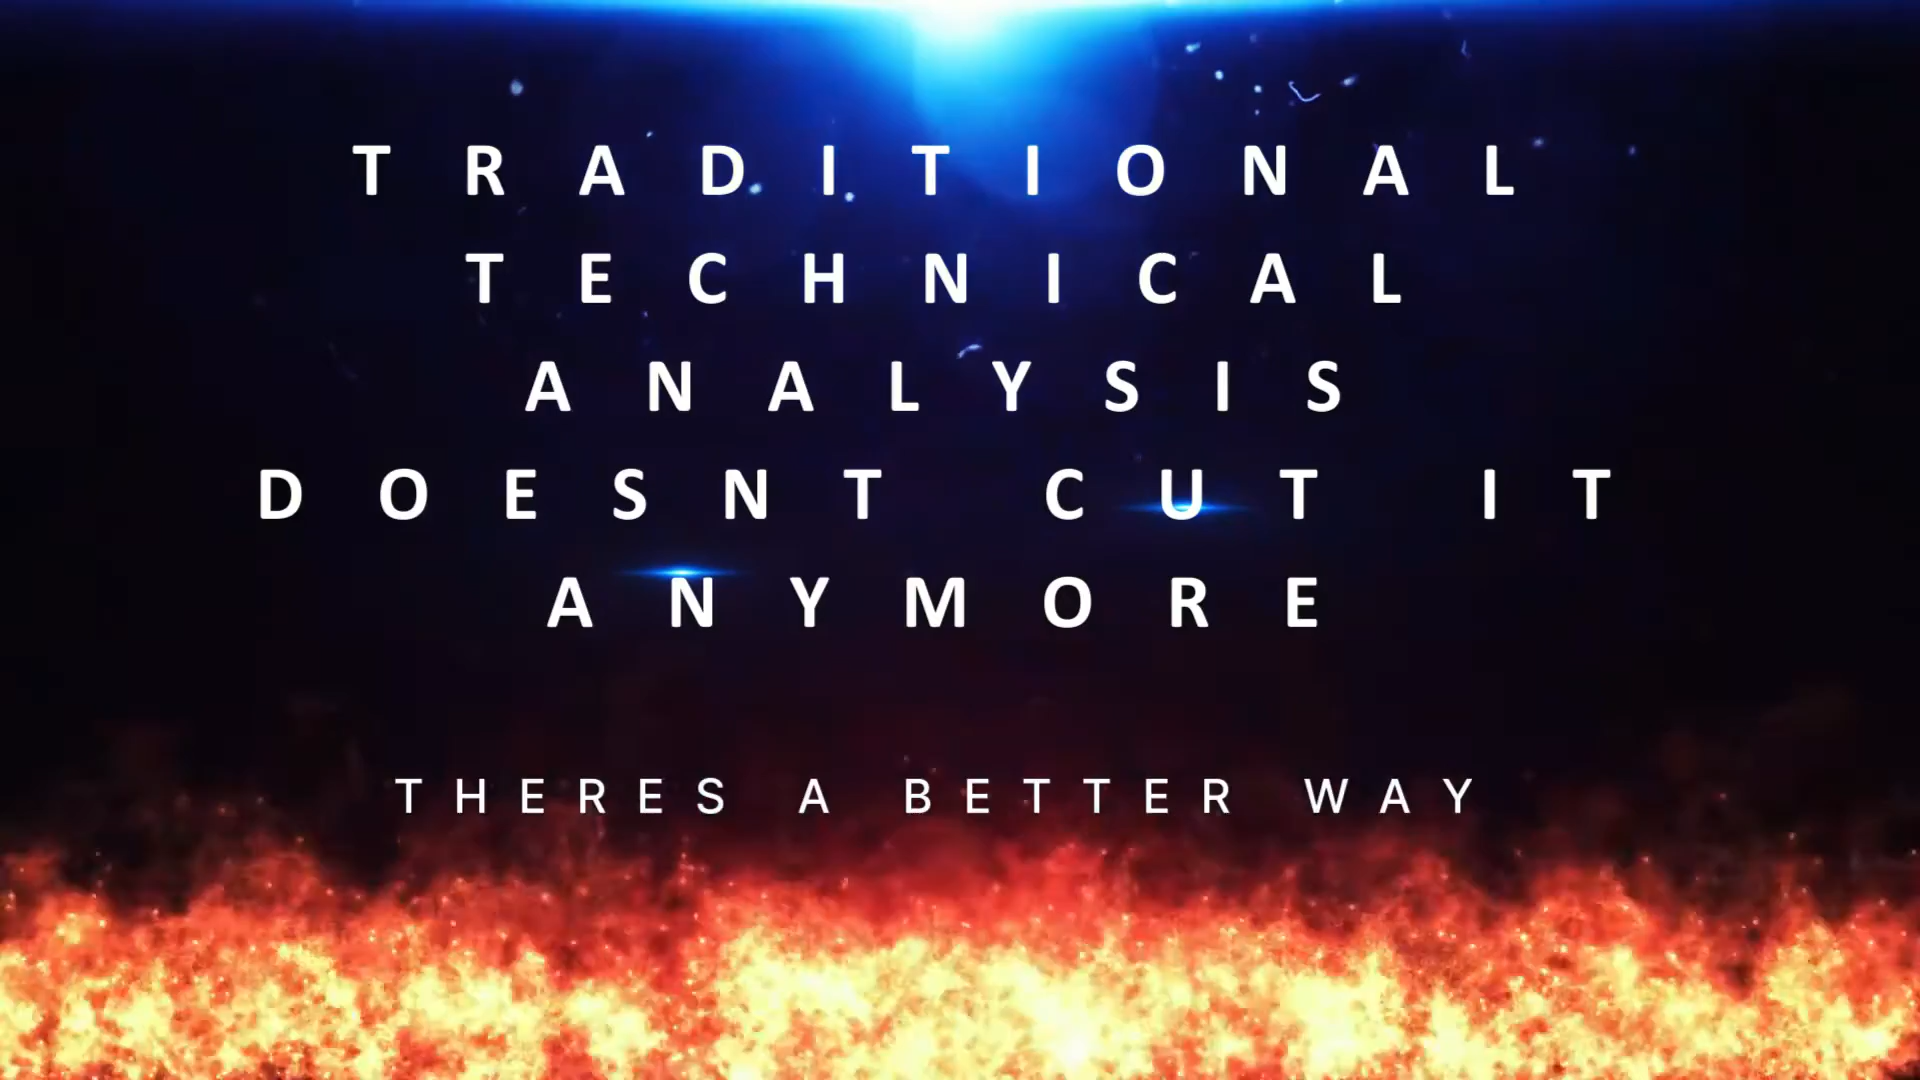 TRADITIONAL
TECHNICAL
ANALYSIS
DOESNT CUT IT
ANYMORE
THERES A BETTER WAY